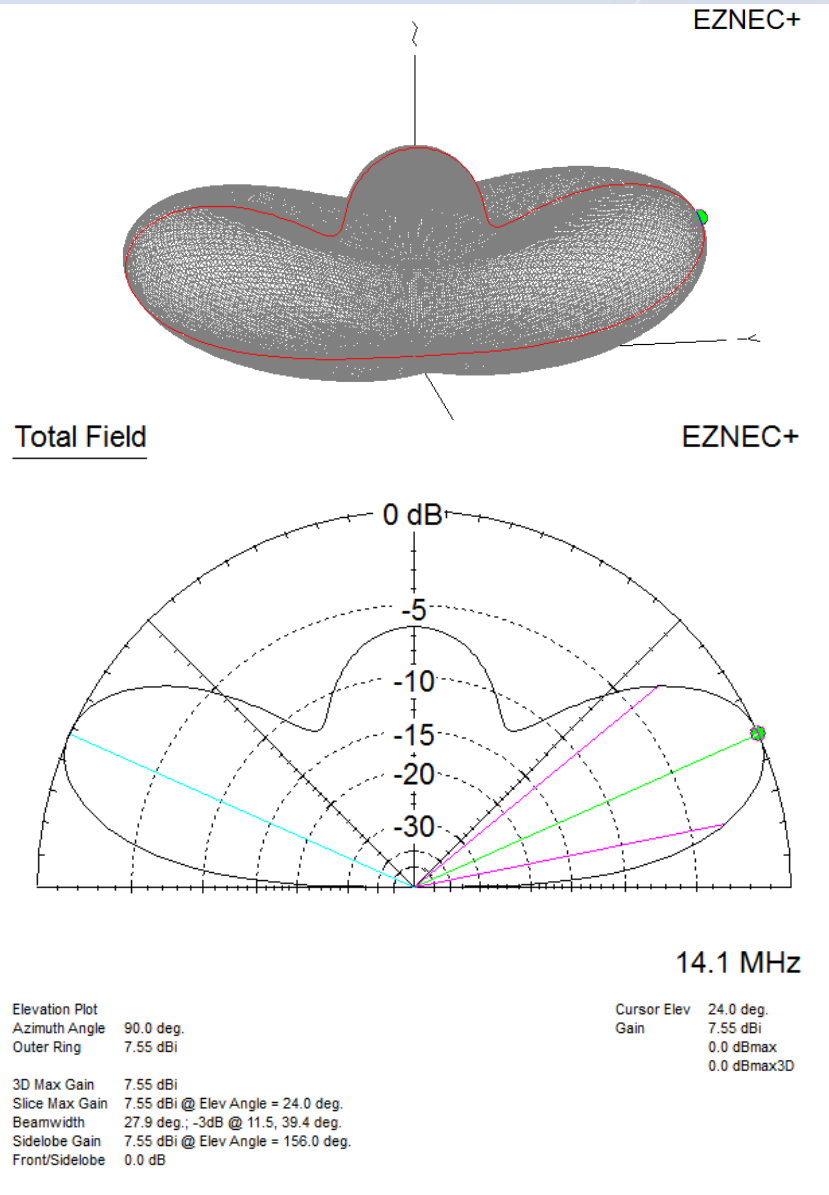 EZNEC+
Total Field
EZNEC+
0 dB
-5
-10
-15
-20
-30
14.1 MHz
Elevation Plot
Azimuth Angle 90.0 deg.
Outer Ring 7.55 dBi
3D Max Gain 7.55 dBi
Slice Max Gain 7.55 dBi @ Elev Angle = 24.0 deg.
Beamwidth 27.9 deg.; -3dB @ 11.5, 39.4 deg.
Sidelobe Gain 7.55 dBi @ Elev Angle = 156.0 deg.
Front/Sidelobe 0.0 dB
Cursor Elev 24.0 deg.
Gain 7.55 dBi
0.0 dBmax
0.0 dBmax3D